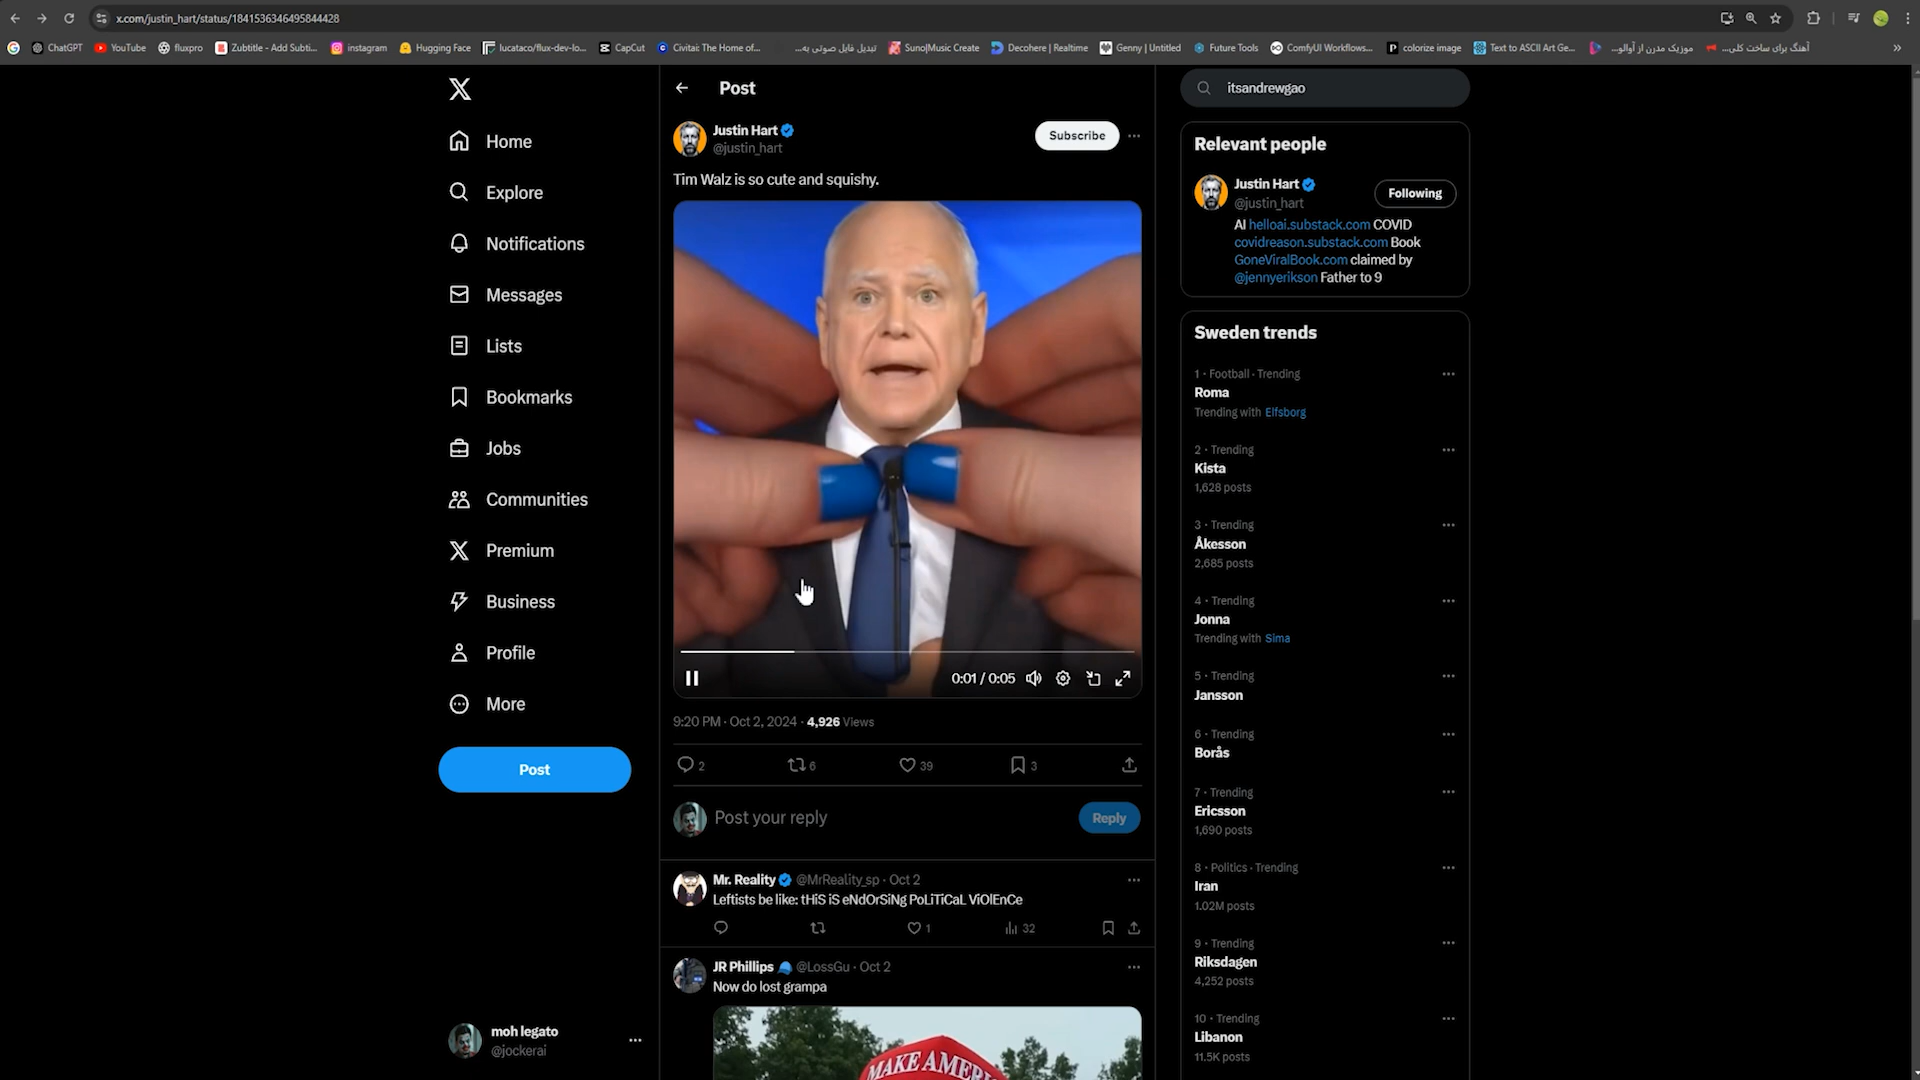 x.com/justin_hart/status/1841536346495844428
ChatGPT
YouTube
fluxpro
Zubtitle - Add Subti...
instagram
Hugging Face
lucataco/flux-dev-lo...
CapCut
Civitai: The Home of...
تبدیل فایل صوتی به...
Suno|Music Create
Decohere | Realtime
Genny | Untitled
Future Tools
ComfyUI Workflows...
colorize image
Text to ASCII Art Ge...
موزیک مدرن از آوالو...
آهنگ برای ساخت کلی...
Home
Explore
Notifications
Messages
Lists
Bookmarks
Jobs
Communities
Premium
Business
Profile
More
Post
moh legato
@jockerai
Post
Justin Hart
@justin_hart
Subscribe
Tim Walz is so cute and squishy.
0:01 / 0:05
9:20 PM · Oct 2, 2024 · 4,926 Views
2
6
39
3
Post your reply
Reply
Mr. Reality @MrReality_sp · Oct 2
Leftists be like: tHiS iS eNdOrSiNg PoLiTiCaL ViOlEnCe
1
32
JR Phillips @LossGu · Oct 2
Now do lost grampa
MAKE AMERI
itsandrewgao
Relevant people
Justin Hart
@justin_hart
Following
AI helloai.substack.com COVID
covidreason.substack.com Book
GoneViralBook.com claimed by
@jennyerikson Father to 9
Sweden trends
1 · Football · Trending
Roma
Trending with Elfsborg
2 · Trending
Kista
1,628 posts
3 · Trending
Åkesson
2,685 posts
4 · Trending
Jonna
Trending with Sima
5 · Trending
Jansson
6 · Trending
Borås
7 · Trending
Ericsson
1,690 posts
8 · Politics · Trending
Iran
1.02M posts
9 · Trending
Riksdagen
4,252 posts
10 · Trending
Libanon
11.5K posts